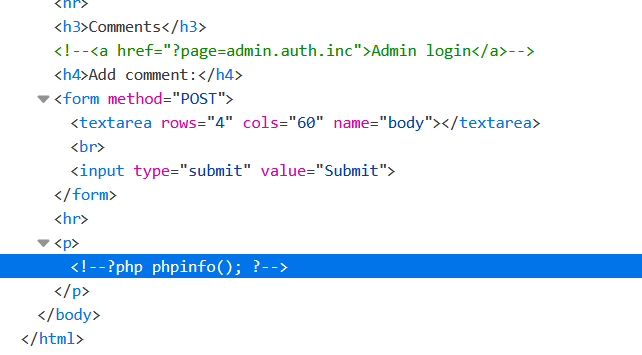 <hr>
<h3>Comments</h3>
<!--<a href="?page=admin.auth.inc">Admin login</a>-->
<h4>Add comment:</h4>
<form method="POST">
<textarea rows="4" cols="60" name="body"></textarea>
<br>
<input type="submit" value="Submit">
</form>
<hr>
<p>
<!--?php phpinfo(); ?-->
</p>
</body>
</html>